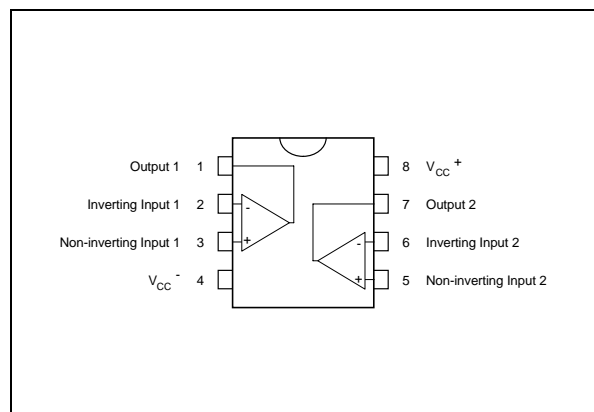 Output 1 1
Inverting Input 1 2 -
Non-inverting Input 1 3 +
VCC - 4
8 VCC +
7 Output 2
- 6 Inverting Input 2
+ 5 Non-inverting Input 2